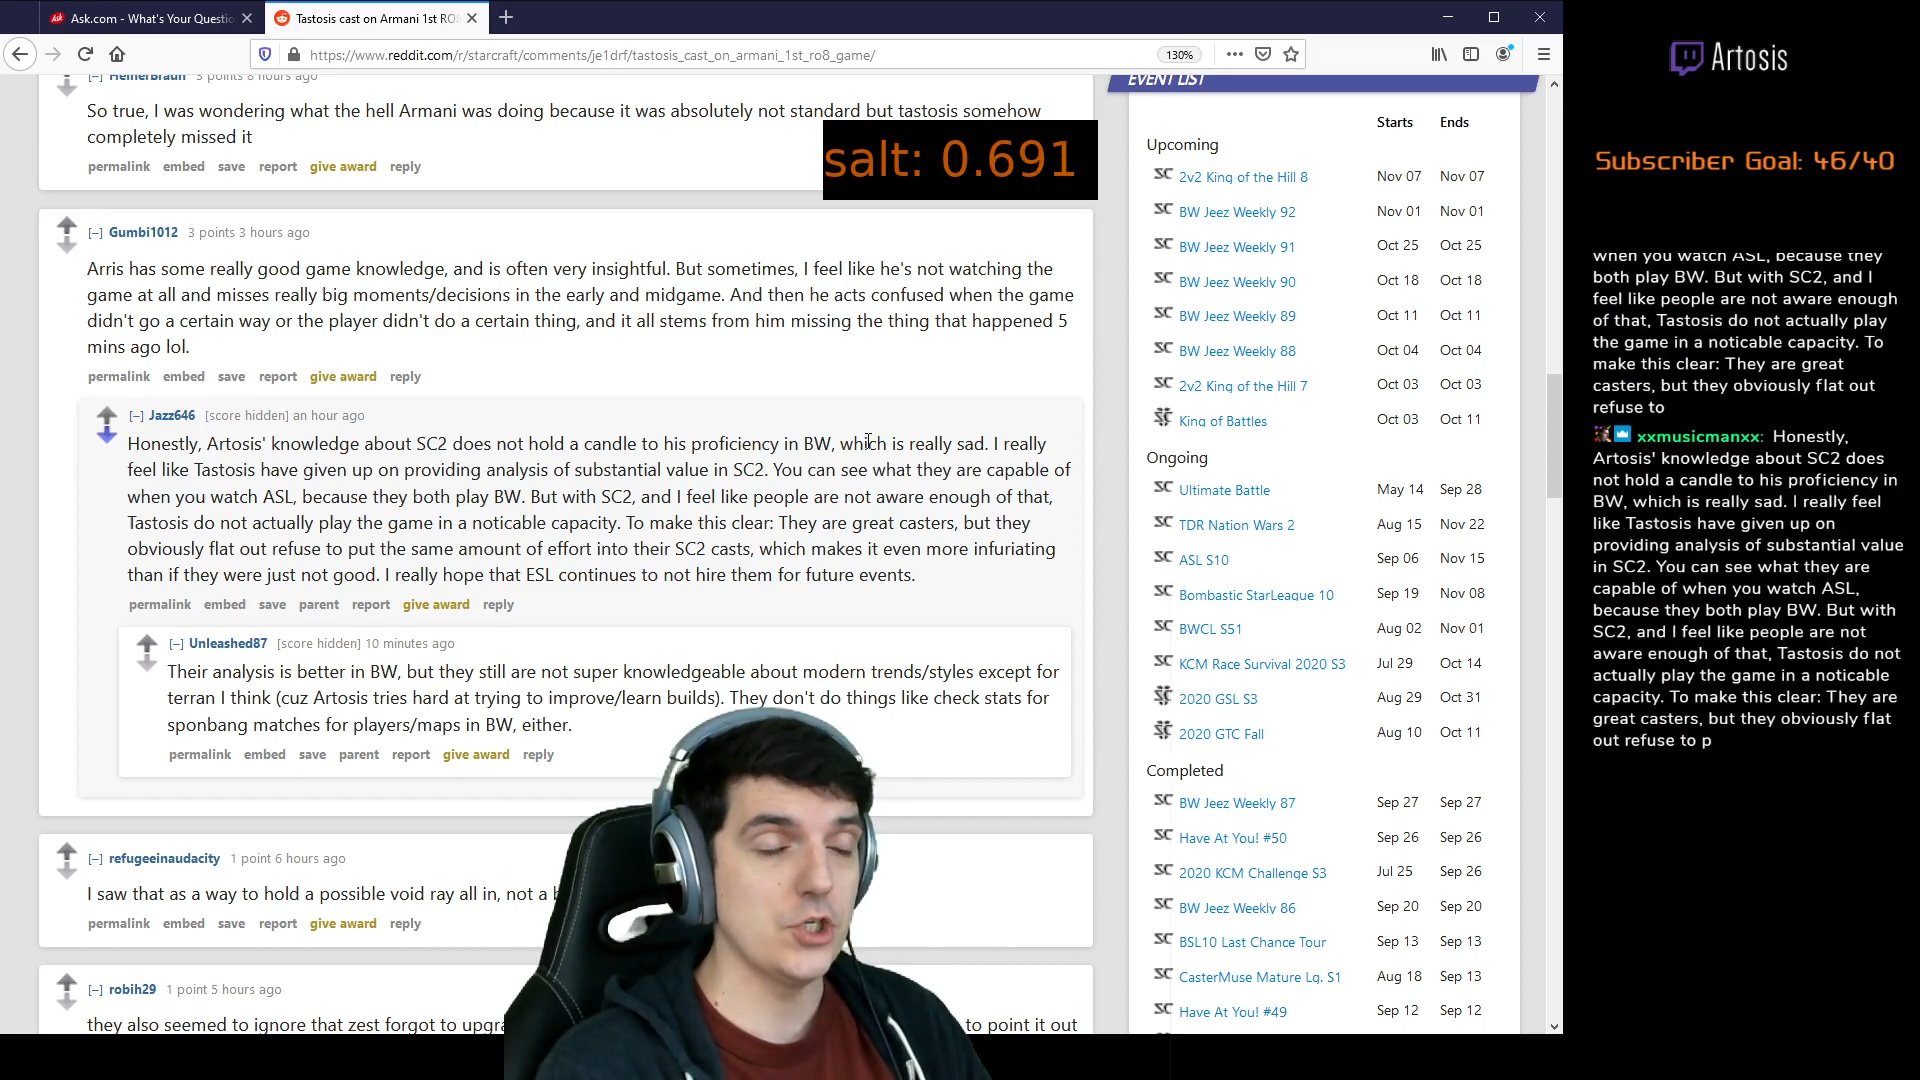 Ask.com - What's Your Questio
Tastosis cast on Armani 1st RO8
https://www.reddit.com/r/starcraft/comments/je1drf/tastosis_cast_on_armani_1st_ro8_game/
130%
Artosis
HeinerBraun 3 points 8 hours ago
So true, I was wondering what the hell Armani was doing because it was absolutely not standard but tastosis somehow
completely missed it
permalink embed save report give award reply
salt: 0.691
[–] Gumbi1012 3 points 3 hours ago
Arris has some really good game knowledge, and is often very insightful. But sometimes, I feel like he's not watching the
game at all and misses really big moments/decisions in the early and midgame. And then he acts confused when the game
didn't go a certain way or the player didn't do a certain thing, and it all stems from him missing the thing that happened 5
mins ago lol.
permalink embed save report give award reply
[–] Jazz646 [score hidden] an hour ago
Honestly, Artosis' knowledge about SC2 does not hold a candle to his proficiency in BW, which is really sad. I really
feel like Tastosis have given up on providing analysis of substantial value in SC2. You can see what they are capable of
when you watch ASL, because they both play BW. But with SC2, and I feel like people are not aware enough of that,
Tastosis do not actually play the game in a noticable capacity. To make this clear: They are great casters, but they
obviously flat out refuse to put the same amount of effort into their SC2 casts, which makes it even more infuriating
than if they were just not good. I really hope that ESL continues to not hire them for future events.
permalink embed save parent report give award reply
[–] Unleashed87 [score hidden] 10 minutes ago
Their analysis is better in BW, but they still are not super knowledgeable about modern trends/styles except for
terran I think (cuz Artosis tries hard at trying to improve/learn builds). They don't do things like check stats for
sponbang matches for players/maps in BW, either.
permalink embed save parent report give award reply
[–] refugeeinaudacity 1 point 6 hours ago
I saw that as a way to hold a possible void ray all in, not a
permalink embed save report give award reply
[–] robih29 1 point 5 hours ago
they also seemed to ignore that zest forgot to upgr
to point it out
EVENT LIST
Starts Ends
Upcoming
2v2 King of the Hill 8 Nov 07 Nov 07
BW Jeez Weekly 92 Nov 01 Nov 01
BW Jeez Weekly 91 Oct 25 Oct 25
BW Jeez Weekly 90 Oct 18 Oct 18
BW Jeez Weekly 89 Oct 11 Oct 11
BW Jeez Weekly 88 Oct 04 Oct 04
2v2 King of the Hill 7 Oct 03 Oct 03
King of Battles Oct 03 Oct 11
Ongoing
Ultimate Battle May 14 Sep 28
TDR Nation Wars 2 Aug 15 Nov 22
ASL S10 Sep 06 Nov 15
Bombastic StarLeague 10 Sep 19 Nov 08
BWCL S51 Aug 02 Nov 01
KCM Race Survival 2020 S3 Jul 29 Oct 14
2020 GSL S3 Aug 29 Oct 31
2020 GTC Fall Aug 10 Oct 11
Completed
BW Jeez Weekly 87 Sep 27 Sep 27
Have At You! #50 Sep 26 Sep 26
2020 KCM Challenge S3 Jul 25 Sep 26
BW Jeez Weekly 86 Sep 20 Sep 20
BSL10 Last Chance Tour Sep 13 Sep 13
CasterMuse Mature Lg. S1 Aug 18 Sep 13
Have At You! #49 Sep 12 Sep 12
Subscriber Goal: 46/40
when you watch ASL, because they
both play BW. But with SC2, and I
feel like people are not aware enough
of that, Tastosis do not actually play
the game in a noticable capacity. To
make this clear: They are great
casters, but they obviously flat out
refuse to
xxmusicmanxx: Honestly,
Artosis' knowledge about SC2 does
not hold a candle to his proficiency in
BW, which is really sad. I really feel
like Tastosis have given up on
providing analysis of substantial value
in SC2. You can see what they are
capable of when you watch ASL,
because they both play BW. But with
SC2, and I feel like people are not
aware enough of that, Tastosis do not
actually play the game in a noticable
capacity. To make this clear: They are
great casters, but they obviously flat
out refuse to p